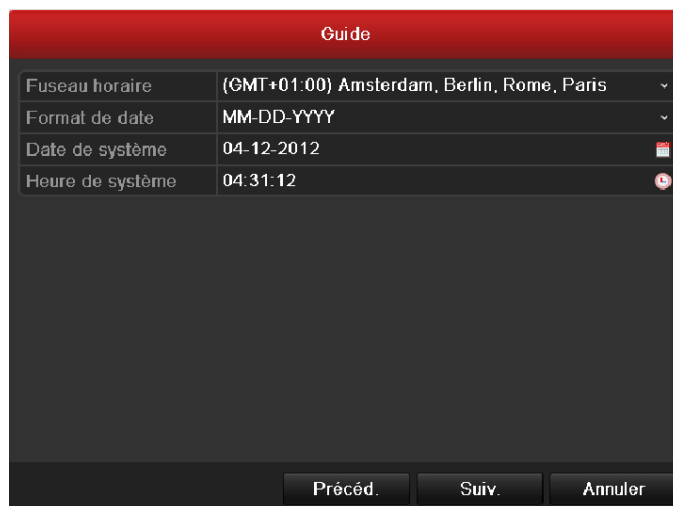 Guide
Fuseau horaire (GMT+01:00) Amsterdam, Berlin, Rome, Paris
Format de date MM-DD-YYYY
Date de système 04-12-2012
Heure de système 04:31:12
Précéd. Suiv. Annuler